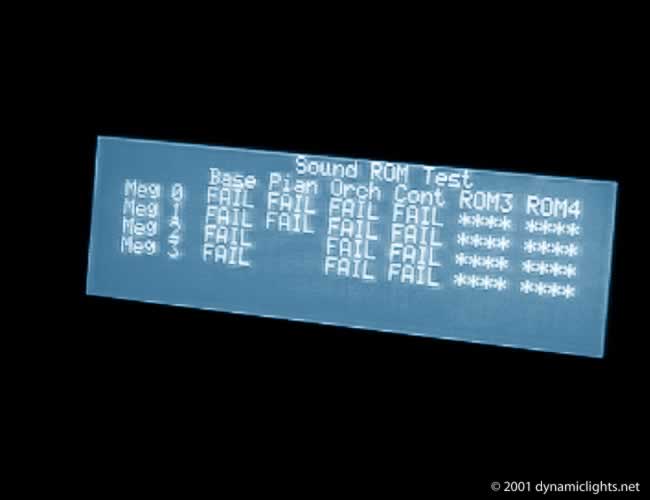 Sound ROM Test
Base Pian Orch Cont ROM3 ROM4
Meg 0 FAIL FAIL FAIL FAIL **** ****
Meg 1 FAIL FAIL FAIL FAIL **** ****
Meg 2 FAIL FAIL FAIL **** ****
Meg 3 FAIL FAIL FAIL **** ****
© 2001 dynamiclights.net